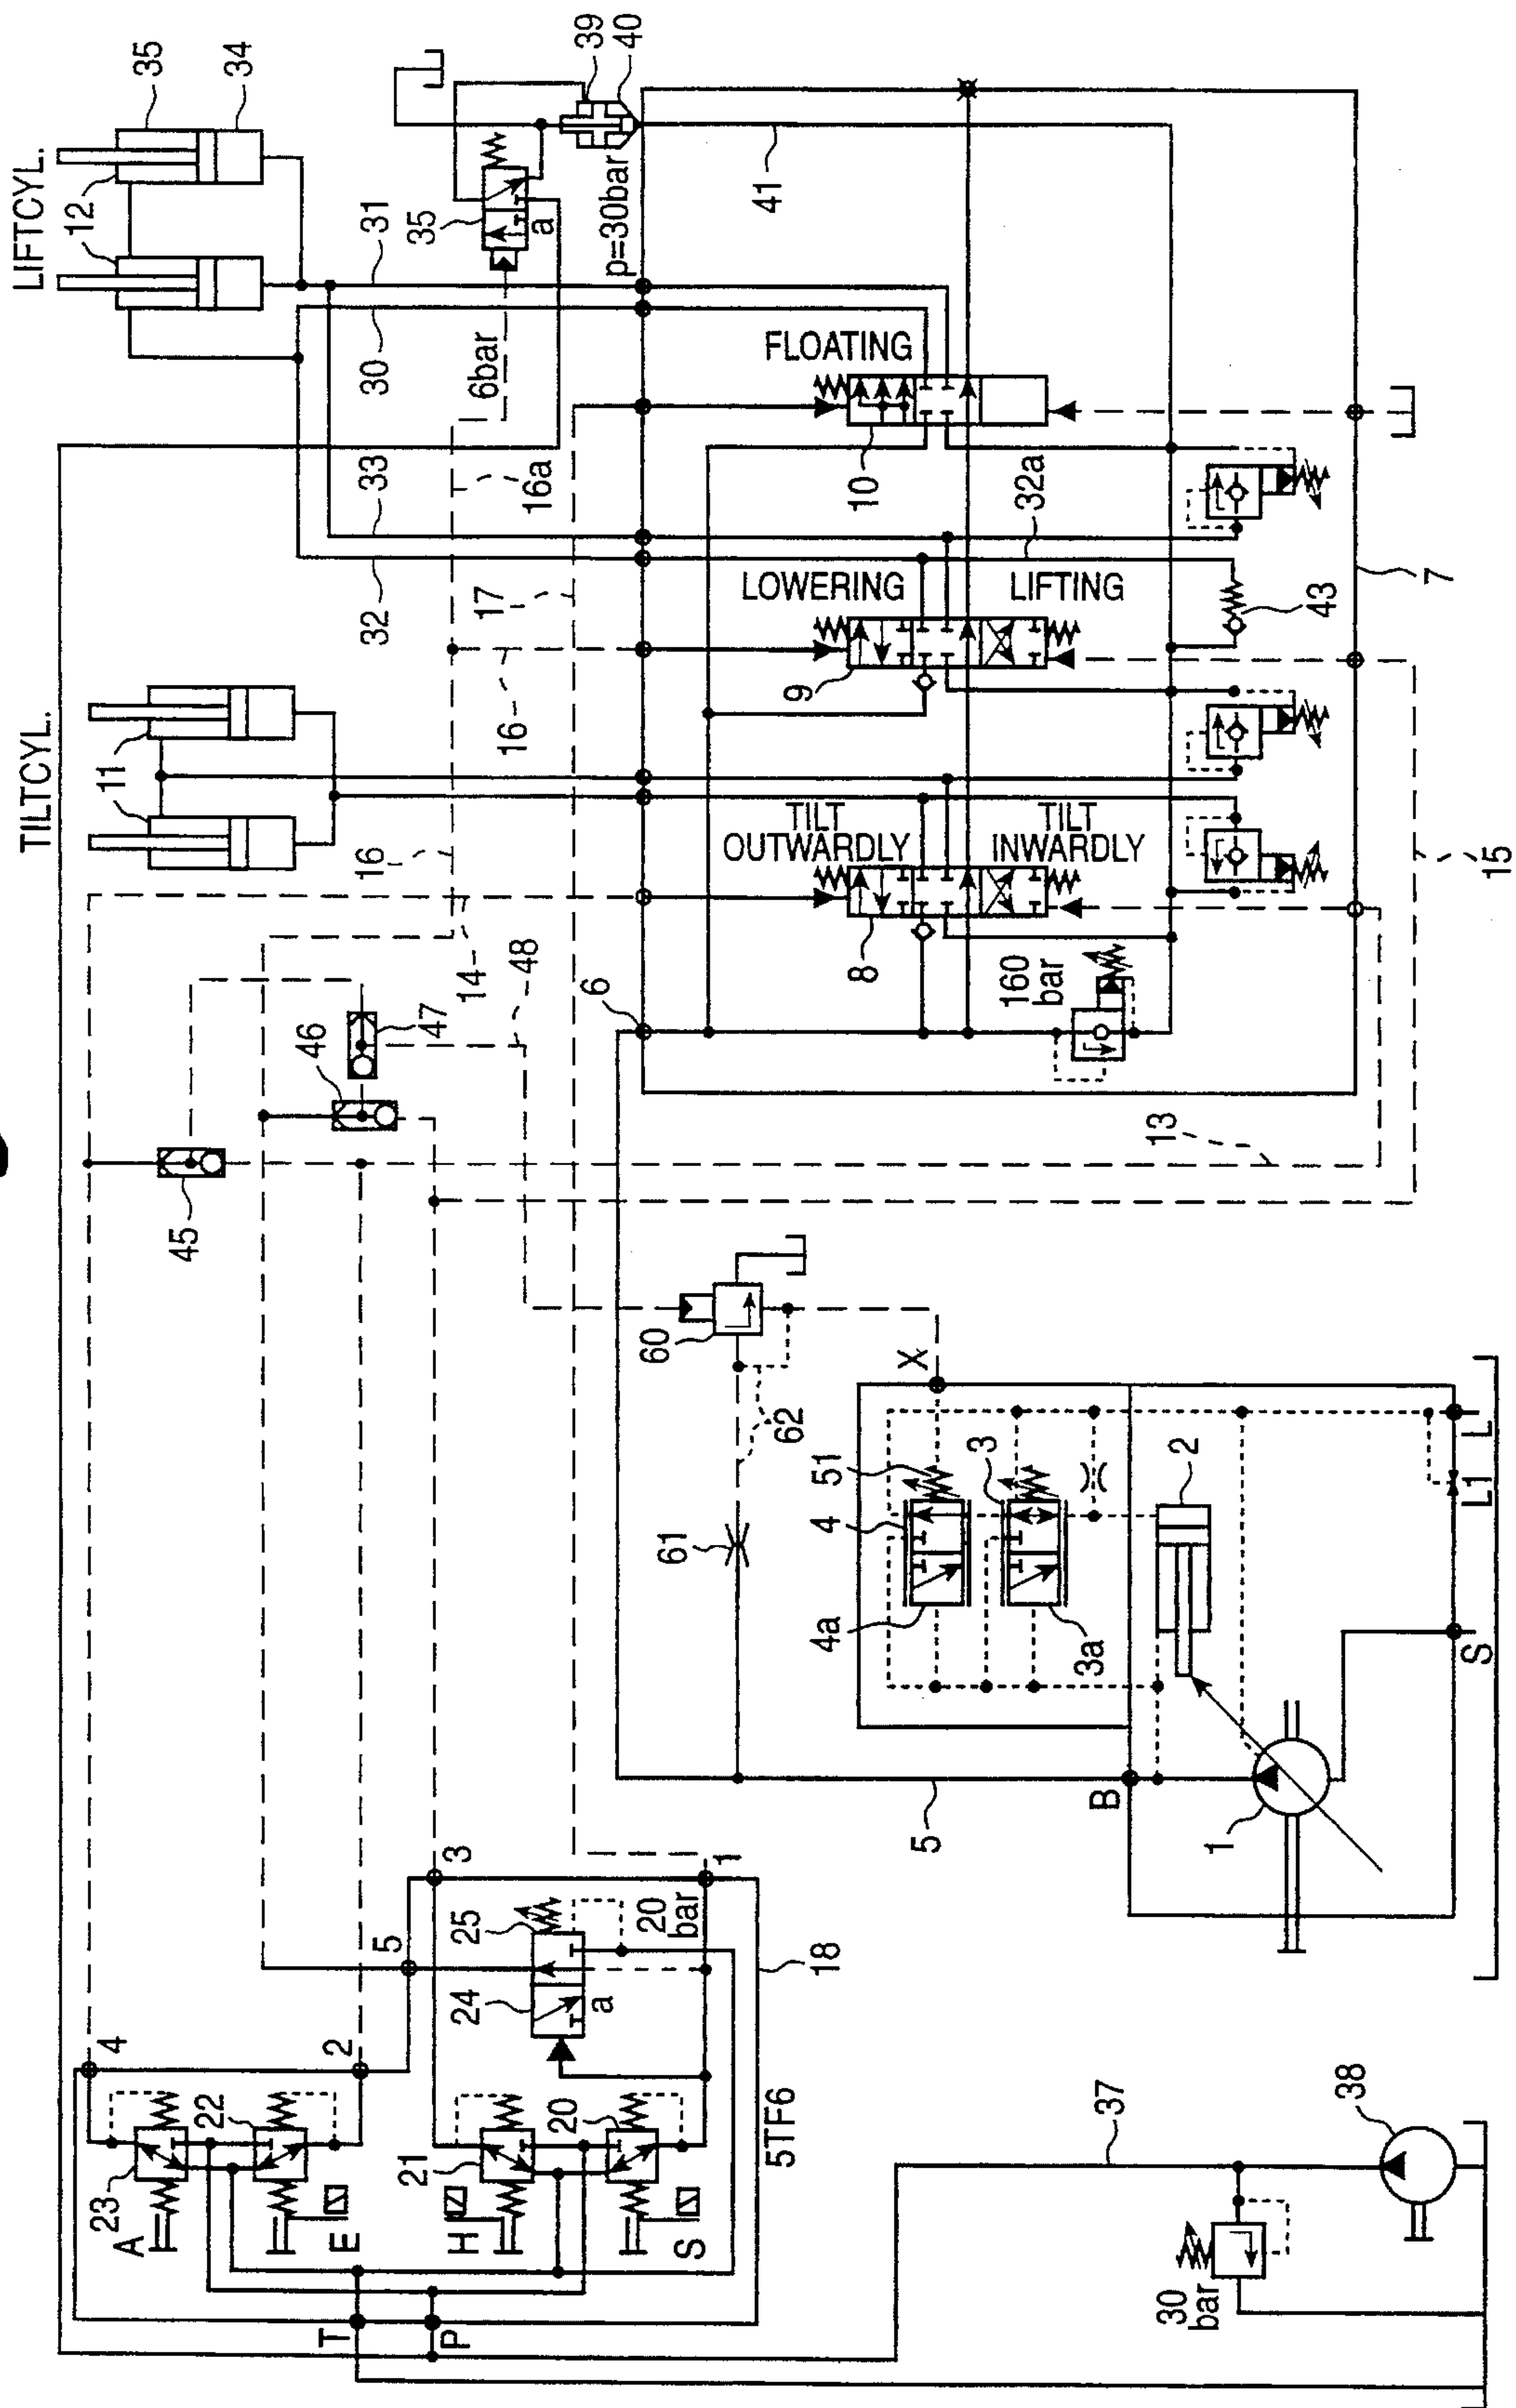 TILTCYL.
LIFTCYL.
11
12
35
34
39
40
35
a
p=30bar
6bar
31
30
33
32
16a
17
16
16
14
48
6
41
FLOATING
10
32a
LOWERING
LIFTING
9
43
7
TILT
OUTWARDLY
TILT
INWARDLY
8
160
bar
15
13
45
46
47
60
61
62
X
51
4
3
4a
3a
2
L
L1
S
B
5
1
4
2
5
3
1
25
24
a
20
bar
18
23
22
21
20
5TF6
A
E
H
S
T
P
37
38
30
bar